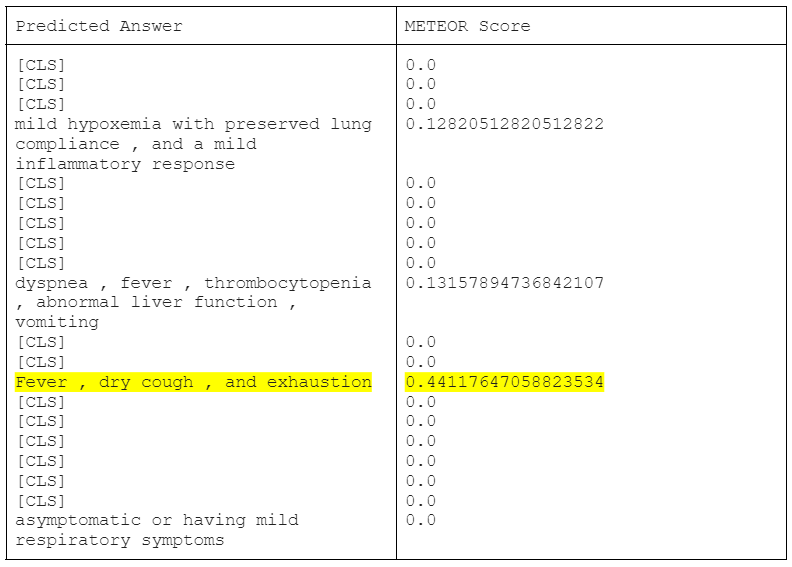 Predicted Answer METEOR Score
[CLS] 0.0
[CLS] 0.0
[CLS] 0.0
mild hypoxemia with preserved lung 0.12820512820512822
compliance , and a mild
inflammatory response
[CLS] 0.0
[CLS] 0.0
[CLS] 0.0
[CLS] 0.0
[CLS] 0.0
dyspnea , fever , thrombocytopenia 0.13157894736842107
, abnormal liver function ,
vomiting
[CLS] 0.0
[CLS] 0.0
Fever , dry cough , and exhaustion 0.44117647058823534
[CLS] 0.0
[CLS] 0.0
[CLS] 0.0
[CLS] 0.0
[CLS] 0.0
[CLS] 0.0
asymptomatic or having mild 0.0
respiratory symptoms